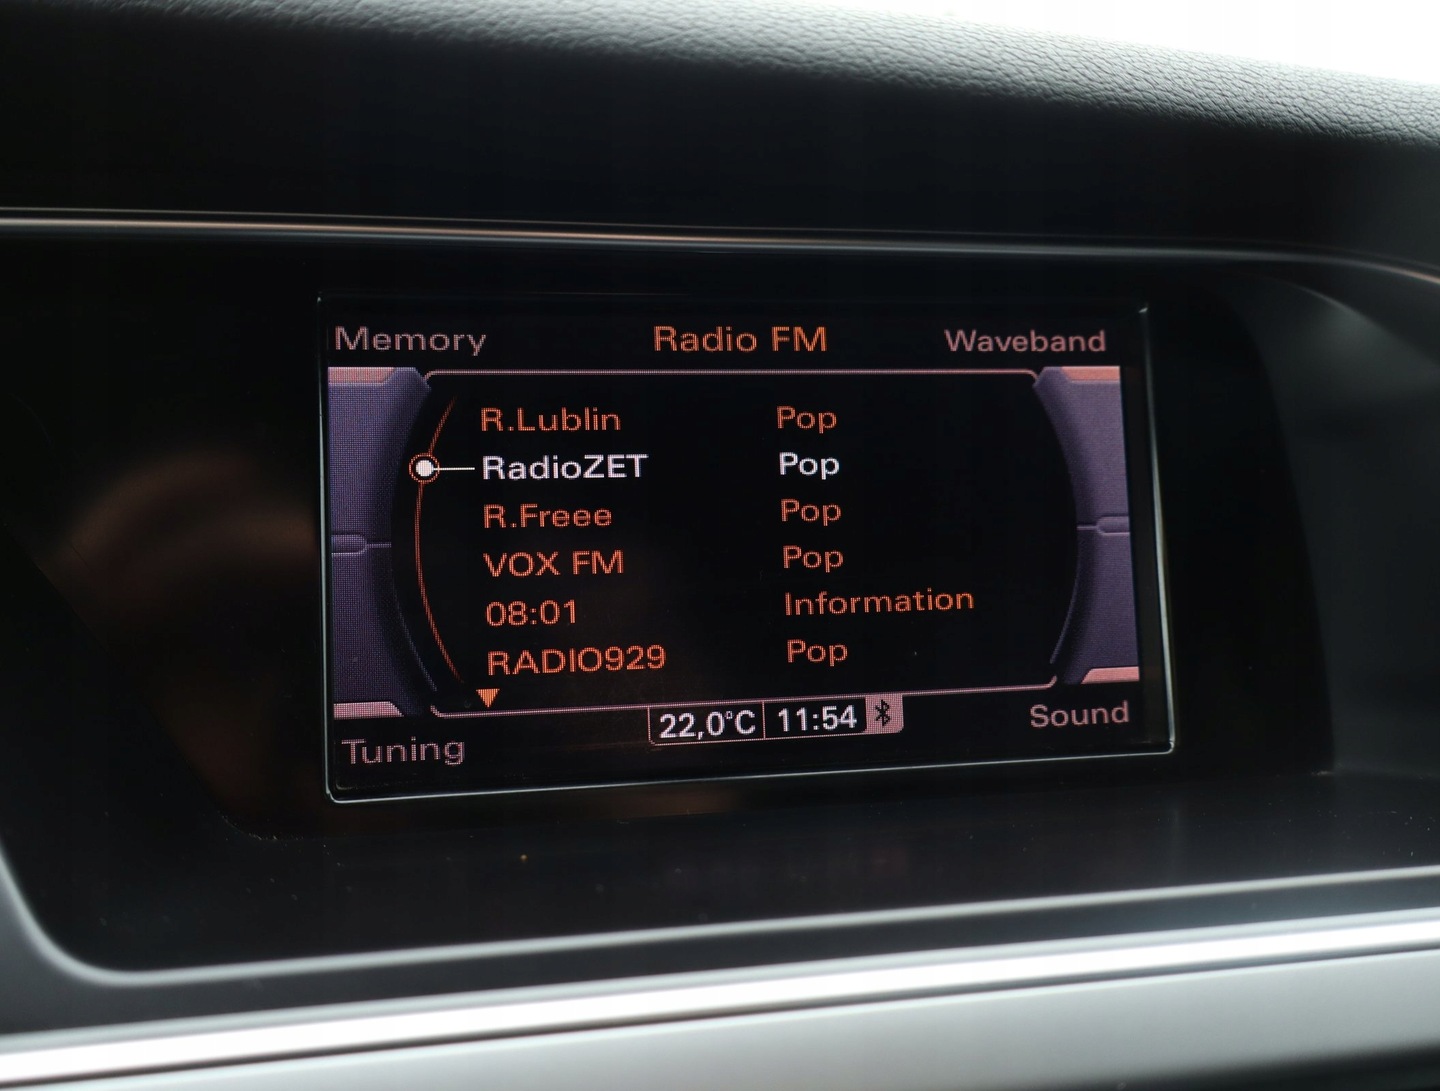 Memory Radio FM Waveband
R.Lublin Pop
RadioZET Pop
R.Freee Pop
VOX FM Pop
08:01 Information
RADIO929 Pop
22,0°C 11:54
Tuning Sound